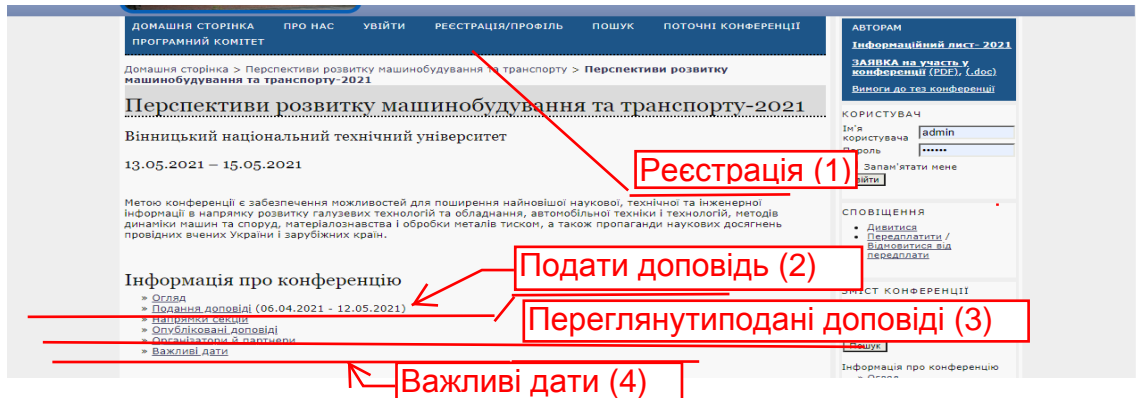 ДОМАШНЯ СТОРІНКА ПРО НАС УВІЙТИ РЕЄСТРАЦІЯ/ПРОФІЛЬ ПОШУК ПОТОЧНІ КОНФЕРЕНЦІЇ
ПРОГРАМНИЙ КОМІТЕТ
Домашня сторінка > Перспективи розвитку машинобудування та транспорту > Перспективи розвитку
машинобудування та транспорту-2021
Перспективи розвитку машинобудування та транспорту-2021
Вінницький національний технічний університет
13.05.2021 – 15.05.2021
Реєстрація (1)
Метою конференції є забезпечення можливостей для поширення найновішої наукової, технічної та інженерної
інформації в напрямку розвитку галузевих технологій та обладнання, автомобільної техніки і технологій, методів
динаміки машин та споруд, матеріалознавства і обробки металів тиском, а також пропаганди наукових досягнень
провідних вчених України і зарубіжних країн.
Інформація про конференцію
Подати доповідь (2)
» Огляд
» Подання доповіді (06.04.2021 - 12.05.2021)
» Напрямки секцій
» Опубліковані доповіді
» Організатори й партнери
» Важливі дати
Переглянутиподані доповіді (3)
Важливі дати (4)
АВТОРАМ
Інформаційний лист- 2021
ЗАЯВКА на участь у
конференції (PDF), (.doc)
Вимоги до тез конференції
КОРИСТУВАЧ
Ім'я
користувача admin
Пароль ••••••
Запам'ятати мене
Увійти
СПОВІЩЕННЯ
• Дивитися
• Передплатити /
Відмовитися від
передплати
ЗМІСТ КОНФЕРЕНЦІЇ
Пошук
Інформація про конференцію
» Огляд